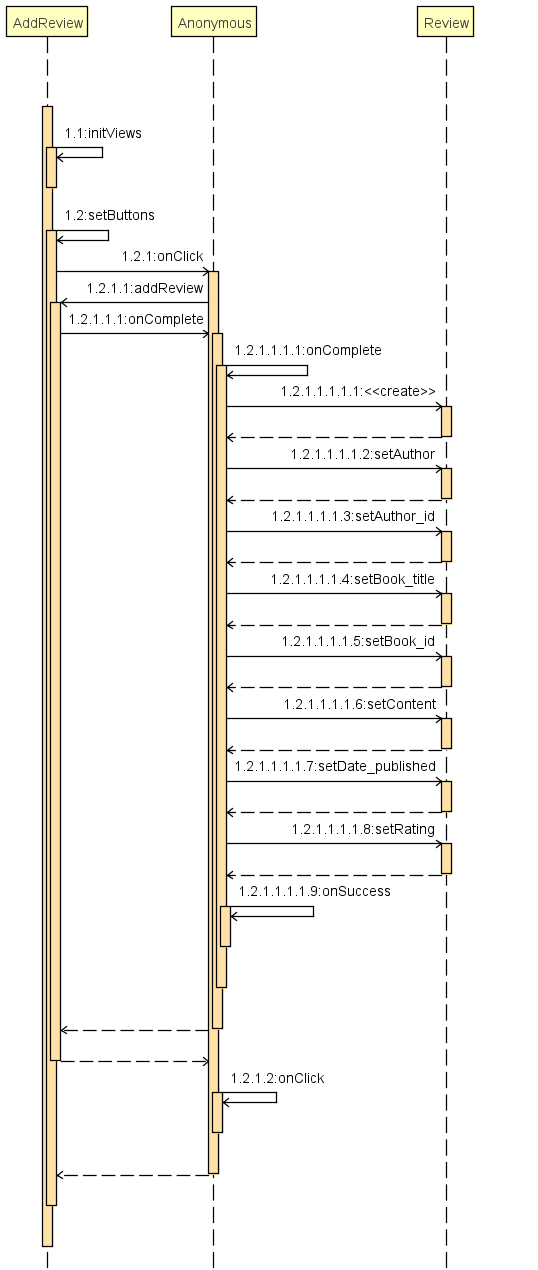 AddReview
Anonymous
Review
1.1:initViews
1.2:setButtons
1.2.1:onClick
1.2.1.1:addReview
1.2.1.1.1:onComplete
1.2.1.1.1.1:onComplete
1.2.1.1.1.1.1:<<create>>
1.2.1.1.1.1.2:setAuthor
1.2.1.1.1.1.3:setAuthor_id
1.2.1.1.1.1.4:setBook_title
1.2.1.1.1.1.5:setBook_id
1.2.1.1.1.1.6:setContent
1.2.1.1.1.1.7:setDate_published
1.2.1.1.1.1.8:setRating
1.2.1.1.1.1.9:onSuccess
1.2.1.2:onClick